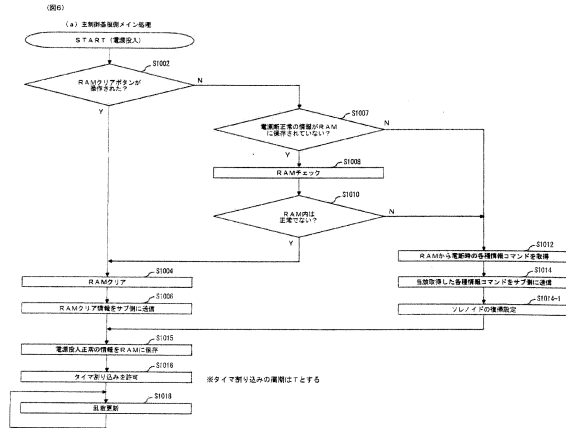 (図6)
(a) 主制御基板側メイン処理
START (電源投入)
S1002
RAMクリアボタンが
操作された?
N
Y
S1007
電源断正常の情報がRAM
に保存されていない?
N
Y
S1008
RAMチェック
S1010
RAM内は
正常でない?
N
Y
S1012
RAMから電断時の各種情報コマンドを取得
S1004
RAMクリア
S1014
当該取得した各種情報コマンドをサブ側に送信
S1006
RAMクリア情報をサブ側に送信
S1014-1
ソレノイドの復帰設定
S1015
電源投入正常の情報をRAMに保存
S1016
タイマ割り込みを許可
※タイマ割り込みの周期はTとする
S1018
乱数更新